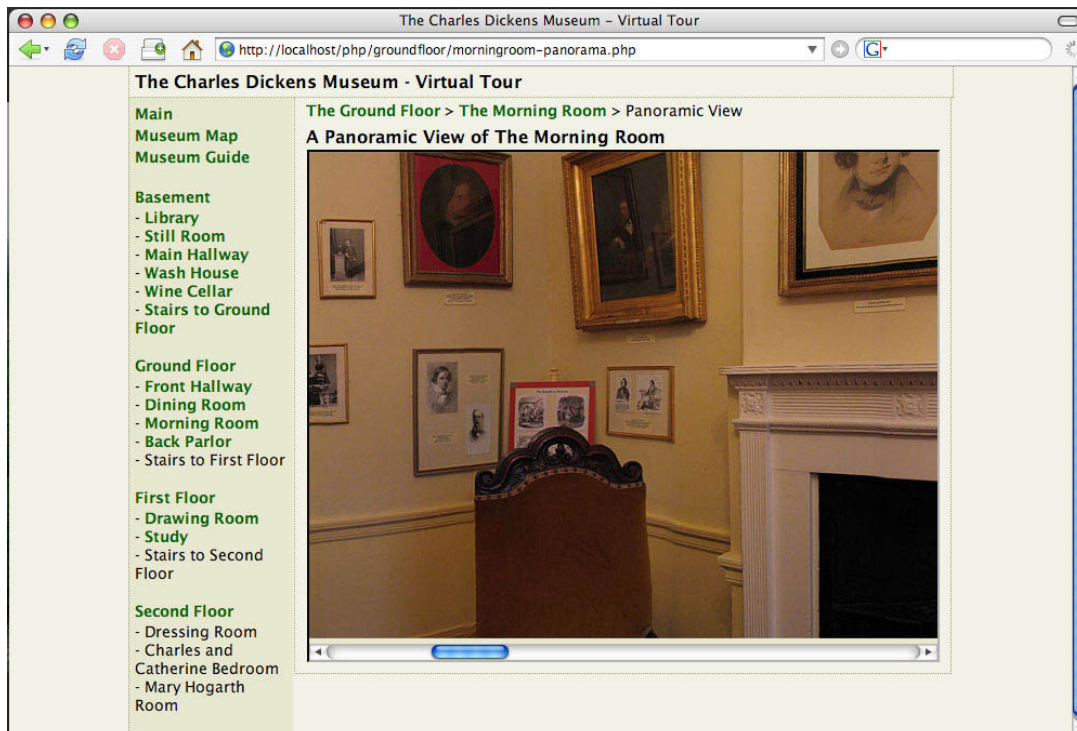 The Charles Dickens Museum – Virtual Tour
http://localhost/php/groundfloor/morningroom-panorama.php
G
The Charles Dickens Museum - Virtual Tour
Main
Museum Map
Museum Guide
Basement
- Library
- Still Room
- Main Hallway
- Wash House
- Wine Cellar
- Stairs to Ground
Floor
Ground Floor
- Front Hallway
- Dining Room
- Morning Room
- Back Parlor
- Stairs to First Floor
First Floor
- Drawing Room
- Study
- Stairs to Second
Floor
Second Floor
- Dressing Room
- Charles and
Catherine Bedroom
- Mary Hogarth
Room
The Ground Floor > The Morning Room > Panoramic View
A Panoramic View of The Morning Room